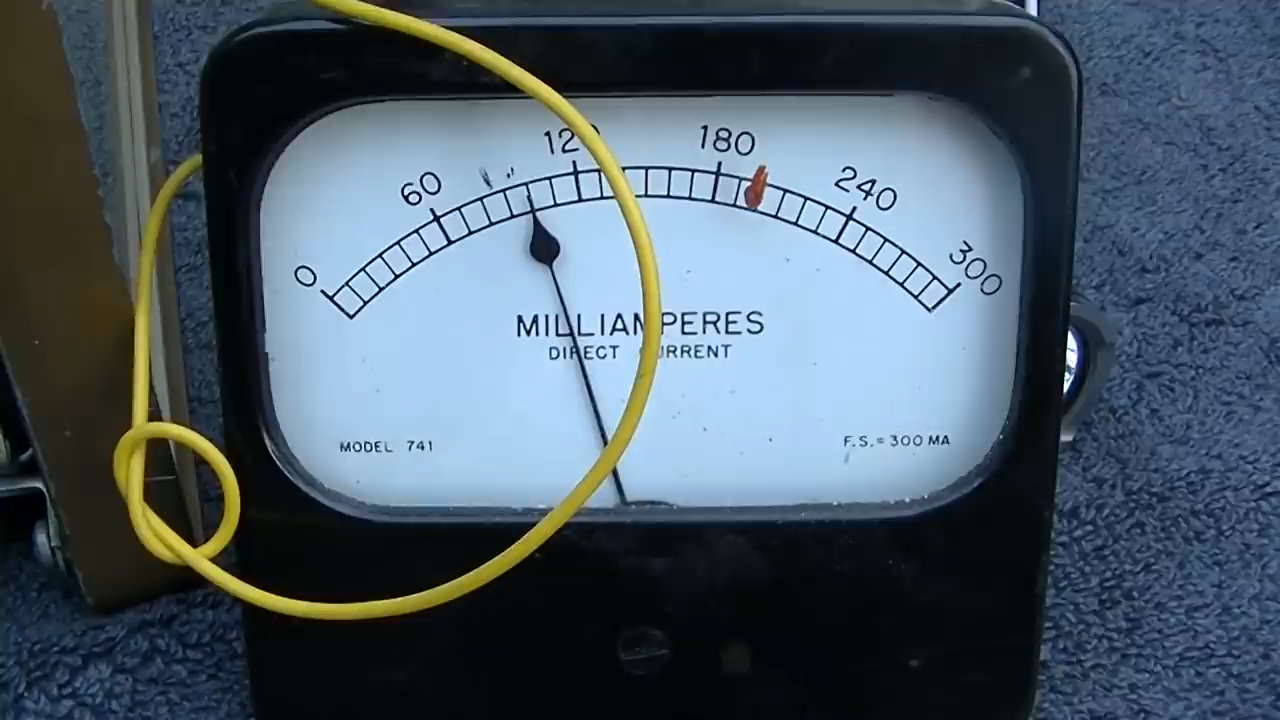 0 60 120 180 240 300
MILLIAMPERES
DIRECT CURRENT
MODEL 741 F.S.= 300 MA